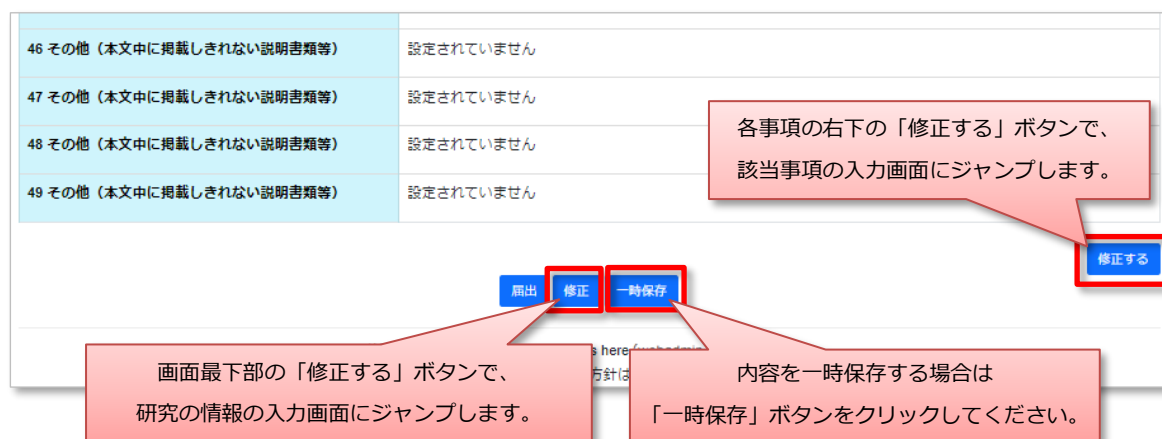 46 その他（本文中に掲載しきれない説明書類等） 設定されていません
47 その他（本文中に掲載しきれない説明書類等） 設定されていません
48 その他（本文中に掲載しきれない説明書類等） 設定されていません
49 その他（本文中に掲載しきれない説明書類等） 設定されていません
各事項の右下の「修正する」ボタンで、
該当事項の入力画面にジャンプします。
修正する
届出 修正 一時保存
s here
方針は
画面最下部の「修正する」ボタンで、
研究の情報の入力画面にジャンプします。
内容を一時保存する場合は
「一時保存」ボタンをクリックしてください。